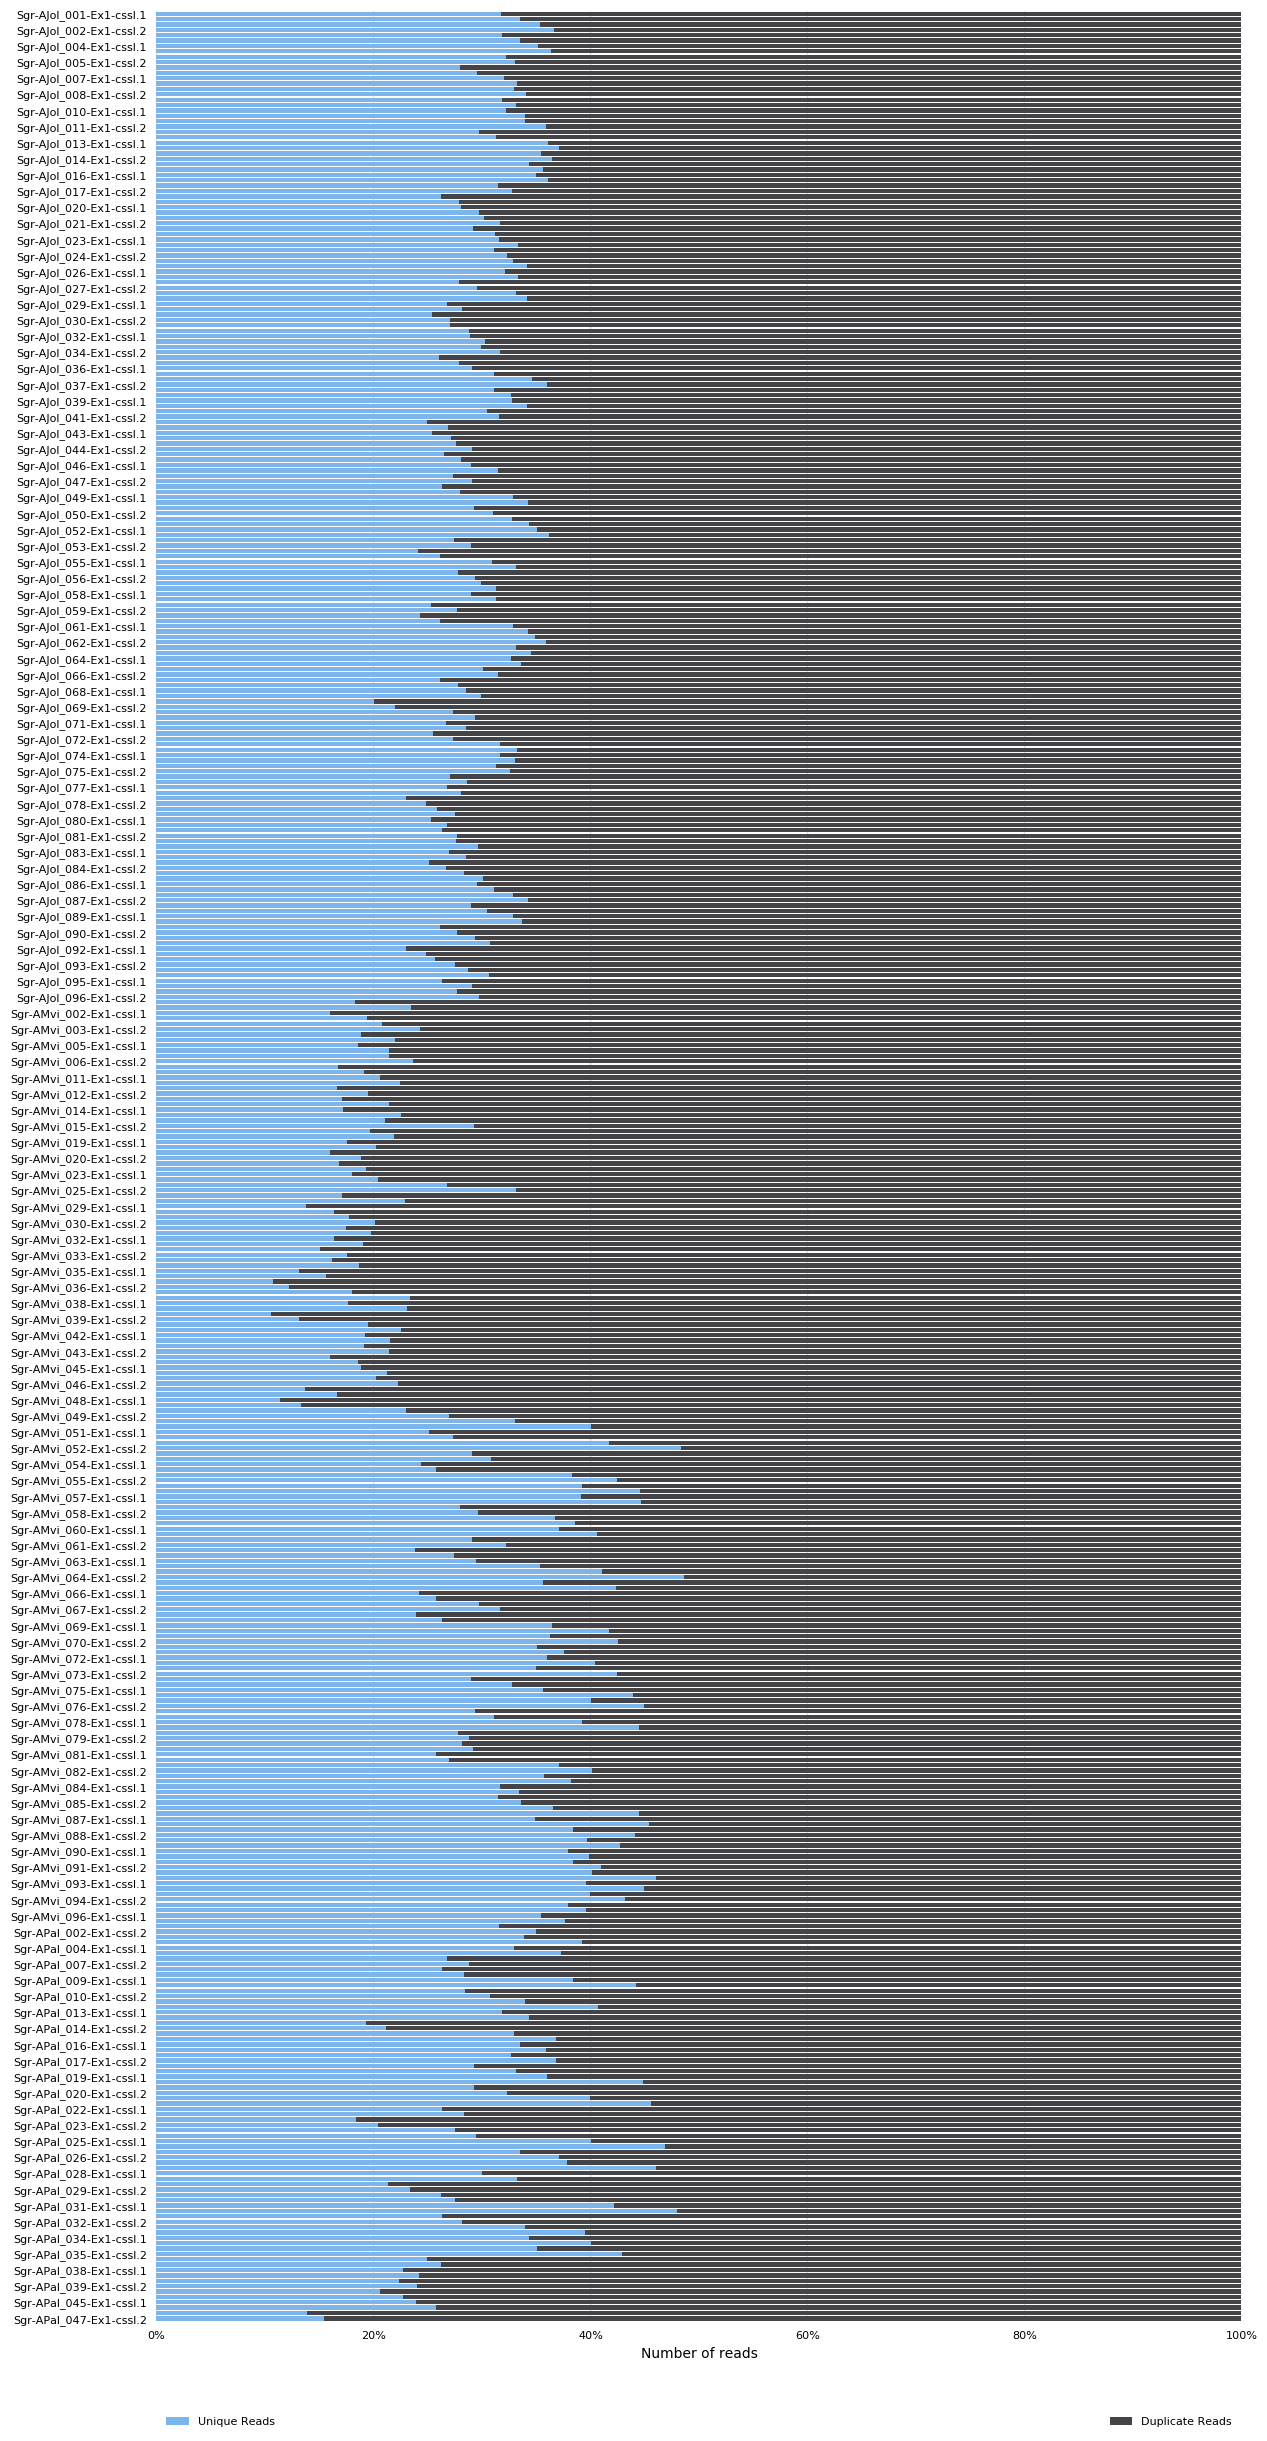 Sgr-AJol_001-Ex1-cssl.1
Sgr-AJol_002-Ex1-cssl.2
Sgr-AJol_004-Ex1-cssl.1
Sgr-AJol_005-Ex1-cssl.2
Sgr-AJol_007-Ex1-cssl.1
Sgr-AJol_008-Ex1-cssl.2
Sgr-AJol_010-Ex1-cssl.1
Sgr-AJol_011-Ex1-cssl.2
Sgr-AJol_013-Ex1-cssl.1
Sgr-AJol_014-Ex1-cssl.2
Sgr-AJol_016-Ex1-cssl.1
Sgr-AJol_017-Ex1-cssl.2
Sgr-AJol_020-Ex1-cssl.1
Sgr-AJol_021-Ex1-cssl.2
Sgr-AJol_023-Ex1-cssl.1
Sgr-AJol_024-Ex1-cssl.2
Sgr-AJol_026-Ex1-cssl.1
Sgr-AJol_027-Ex1-cssl.2
Sgr-AJol_029-Ex1-cssl.1
Sgr-AJol_030-Ex1-cssl.2
Sgr-AJol_032-Ex1-cssl.1
Sgr-AJol_034-Ex1-cssl.2
Sgr-AJol_036-Ex1-cssl.1
Sgr-AJol_037-Ex1-cssl.2
Sgr-AJol_039-Ex1-cssl.1
Sgr-AJol_041-Ex1-cssl.2
Sgr-AJol_043-Ex1-cssl.1
Sgr-AJol_044-Ex1-cssl.2
Sgr-AJol_046-Ex1-cssl.1
Sgr-AJol_047-Ex1-cssl.2
Sgr-AJol_049-Ex1-cssl.1
Sgr-AJol_050-Ex1-cssl.2
Sgr-AJol_052-Ex1-cssl.1
Sgr-AJol_053-Ex1-cssl.2
Sgr-AJol_055-Ex1-cssl.1
Sgr-AJol_056-Ex1-cssl.2
Sgr-AJol_058-Ex1-cssl.1
Sgr-AJol_059-Ex1-cssl.2
Sgr-AJol_061-Ex1-cssl.1
Sgr-AJol_062-Ex1-cssl.2
Sgr-AJol_064-Ex1-cssl.1
Sgr-AJol_066-Ex1-cssl.2
Sgr-AJol_068-Ex1-cssl.1
Sgr-AJol_069-Ex1-cssl.2
Sgr-AJol_071-Ex1-cssl.1
Sgr-AJol_072-Ex1-cssl.2
Sgr-AJol_074-Ex1-cssl.1
Sgr-AJol_075-Ex1-cssl.2
Sgr-AJol_077-Ex1-cssl.1
Sgr-AJol_078-Ex1-cssl.2
Sgr-AJol_080-Ex1-cssl.1
Sgr-AJol_081-Ex1-cssl.2
Sgr-AJol_083-Ex1-cssl.1
Sgr-AJol_084-Ex1-cssl.2
Sgr-AJol_086-Ex1-cssl.1
Sgr-AJol_087-Ex1-cssl.2
Sgr-AJol_089-Ex1-cssl.1
Sgr-AJol_090-Ex1-cssl.2
Sgr-AJol_092-Ex1-cssl.1
Sgr-AJol_093-Ex1-cssl.2
Sgr-AJol_095-Ex1-cssl.1
Sgr-AJol_096-Ex1-cssl.2
Sgr-AMvi_002-Ex1-cssl.1
Sgr-AMvi_003-Ex1-cssl.2
Sgr-AMvi_005-Ex1-cssl.1
Sgr-AMvi_006-Ex1-cssl.2
Sgr-AMvi_011-Ex1-cssl.1
Sgr-AMvi_012-Ex1-cssl.2
Sgr-AMvi_014-Ex1-cssl.1
Sgr-AMvi_015-Ex1-cssl.2
Sgr-AMvi_019-Ex1-cssl.1
Sgr-AMvi_020-Ex1-cssl.2
Sgr-AMvi_023-Ex1-cssl.1
Sgr-AMvi_025-Ex1-cssl.2
Sgr-AMvi_029-Ex1-cssl.1
Sgr-AMvi_030-Ex1-cssl.2
Sgr-AMvi_032-Ex1-cssl.1
Sgr-AMvi_033-Ex1-cssl.2
Sgr-AMvi_035-Ex1-cssl.1
Sgr-AMvi_036-Ex1-cssl.2
Sgr-AMvi_038-Ex1-cssl.1
Sgr-AMvi_039-Ex1-cssl.2
Sgr-AMvi_042-Ex1-cssl.1
Sgr-AMvi_043-Ex1-cssl.2
Sgr-AMvi_045-Ex1-cssl.1
Sgr-AMvi_046-Ex1-cssl.2
Sgr-AMvi_048-Ex1-cssl.1
Sgr-AMvi_049-Ex1-cssl.2
Sgr-AMvi_051-Ex1-cssl.1
Sgr-AMvi_052-Ex1-cssl.2
Sgr-AMvi_054-Ex1-cssl.1
Sgr-AMvi_055-Ex1-cssl.2
Sgr-AMvi_057-Ex1-cssl.1
Sgr-AMvi_058-Ex1-cssl.2
Sgr-AMvi_060-Ex1-cssl.1
Sgr-AMvi_061-Ex1-cssl.2
Sgr-AMvi_063-Ex1-cssl.1
Sgr-AMvi_064-Ex1-cssl.2
Sgr-AMvi_066-Ex1-cssl.1
Sgr-AMvi_067-Ex1-cssl.2
Sgr-AMvi_069-Ex1-cssl.1
Sgr-AMvi_070-Ex1-cssl.2
Sgr-AMvi_072-Ex1-cssl.1
Sgr-AMvi_073-Ex1-cssl.2
Sgr-AMvi_075-Ex1-cssl.1
Sgr-AMvi_076-Ex1-cssl.2
Sgr-AMvi_078-Ex1-cssl.1
Sgr-AMvi_079-Ex1-cssl.2
Sgr-AMvi_081-Ex1-cssl.1
Sgr-AMvi_082-Ex1-cssl.2
Sgr-AMvi_084-Ex1-cssl.1
Sgr-AMvi_085-Ex1-cssl.2
Sgr-AMvi_087-Ex1-cssl.1
Sgr-AMvi_088-Ex1-cssl.2
Sgr-AMvi_090-Ex1-cssl.1
Sgr-AMvi_091-Ex1-cssl.2
Sgr-AMvi_093-Ex1-cssl.1
Sgr-AMvi_094-Ex1-cssl.2
Sgr-AMvi_096-Ex1-cssl.1
Sgr-APal_002-Ex1-cssl.2
Sgr-APal_004-Ex1-cssl.1
Sgr-APal_007-Ex1-cssl.2
Sgr-APal_009-Ex1-cssl.1
Sgr-APal_010-Ex1-cssl.2
Sgr-APal_013-Ex1-cssl.1
Sgr-APal_014-Ex1-cssl.2
Sgr-APal_016-Ex1-cssl.1
Sgr-APal_017-Ex1-cssl.2
Sgr-APal_019-Ex1-cssl.1
Sgr-APal_020-Ex1-cssl.2
Sgr-APal_022-Ex1-cssl.1
Sgr-APal_023-Ex1-cssl.2
Sgr-APal_025-Ex1-cssl.1
Sgr-APal_026-Ex1-cssl.2
Sgr-APal_028-Ex1-cssl.1
Sgr-APal_029-Ex1-cssl.2
Sgr-APal_031-Ex1-cssl.1
Sgr-APal_032-Ex1-cssl.2
Sgr-APal_034-Ex1-cssl.1
Sgr-APal_035-Ex1-cssl.2
Sgr-APal_038-Ex1-cssl.1
Sgr-APal_039-Ex1-cssl.2
Sgr-APal_045-Ex1-cssl.1
Sgr-APal_047-Ex1-cssl.2
0% 20% 40% 60% 80% 100%
Number of reads
Unique Reads Duplicate Reads